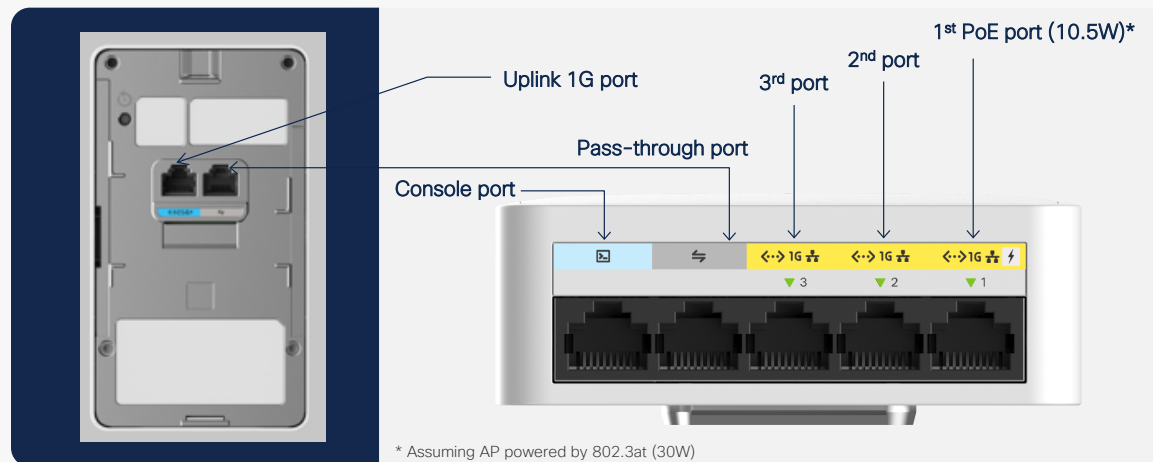 1st PoE port (10.5W)*
2nd port
3rd port
Uplink 1G port
Pass-through port
Console port
1G
1G
1G
3
2
1
* Assuming AP powered by 802.3at (30W)